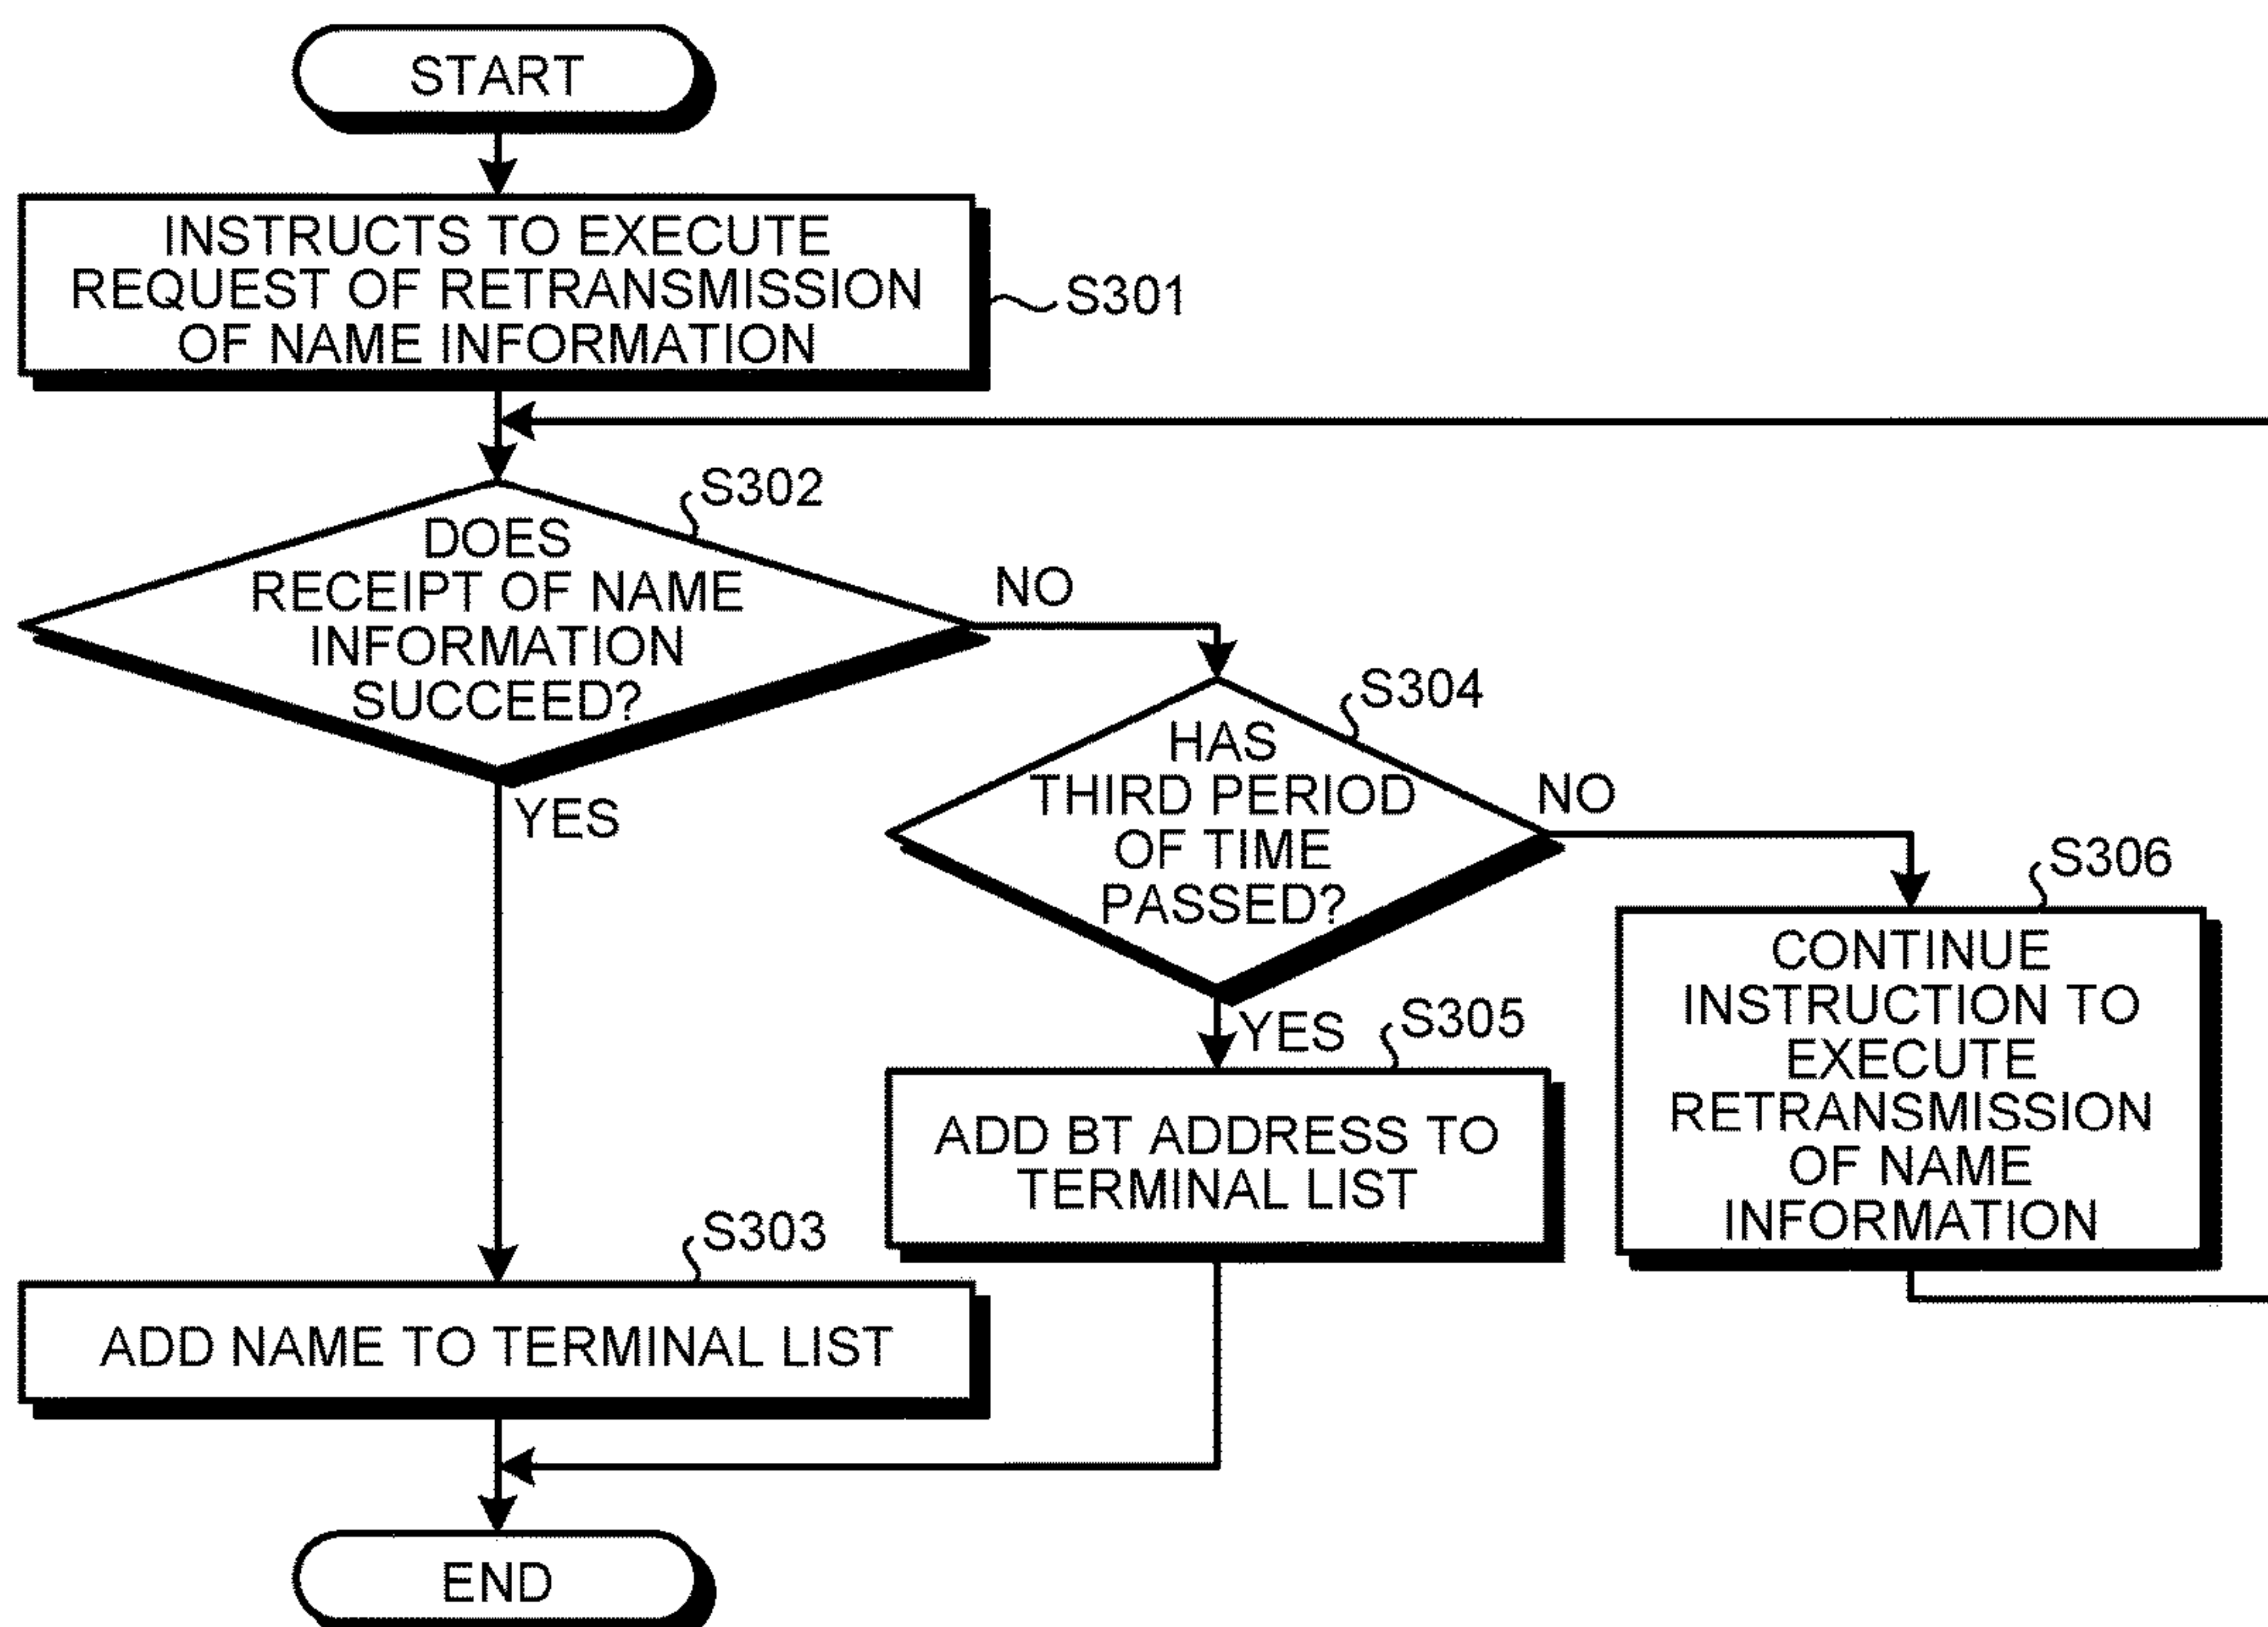 START
INSTRUCTS TO EXECUTE
REQUEST OF RETRANSMISSION
OF NAME INFORMATION
S301
S302
DOES
RECEIPT OF NAME
INFORMATION
SUCCEED?
NO
YES
S304
HAS
THIRD PERIOD
OF TIME
PASSED?
NO
YES
S306
CONTINUE
INSTRUCTION TO
EXECUTE
RETRANSMISSION
OF NAME
INFORMATION
S305
ADD BT ADDRESS TO
TERMINAL LIST
S303
ADD NAME TO TERMINAL LIST
END